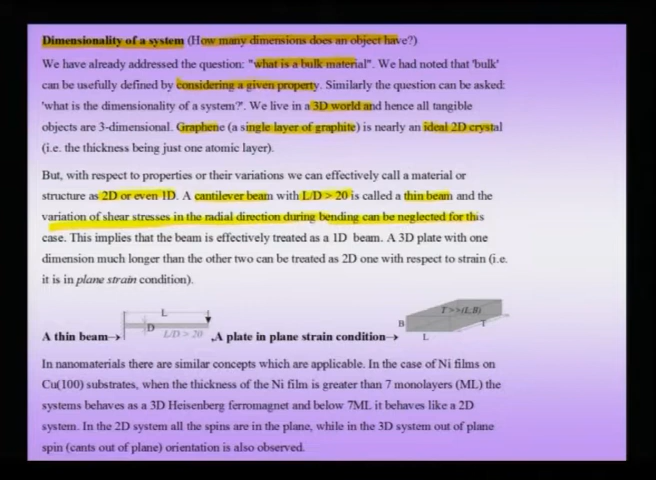 Dimensionality of a system (How many dimensions does an object have?)
We have already addressed the question: "what is a bulk material". We had noted that 'bulk'
can be usefully defined by considering a given property. Similarly the question can be asked:
'what is the dimensionality of a system?'. We live in a 3D world and hence all tangible
objects are 3-dimensional. Graphene (a single layer of graphite) is nearly an ideal 2D crystal
(i.e. the thickness being just one atomic layer).
But, with respect to properties or their variations we can effectively call a material or
structure as 2D or even 1D. A cantilever beam with L/D > 20 is called a thin beam and the
variation of shear stresses in the radial direction during bending can be neglected for this
case. This implies that the beam is effectively treated as a 1D beam. A 3D plate with one
dimension much longer than the other two can be treated as 2D one with respect to strain (i.e.
it is in plane strain condition).
L
T>>(L,B)
D
B
T
A thin beam→ L/D > 20 ,A plate in plane strain condition→ L
In nanomaterials there are similar concepts which are applicable. In the case of Ni films on
Cu(100) substrates, when the thickness of the Ni film is greater than 7 monolayers (ML) the
systems behaves as a 3D Heisenberg ferromagnet and below 7ML it behaves like a 2D
system. In the 2D system all the spins are in the plane, while in the 3D system out of plane
spin (cants out of plane) orientation is also observed.